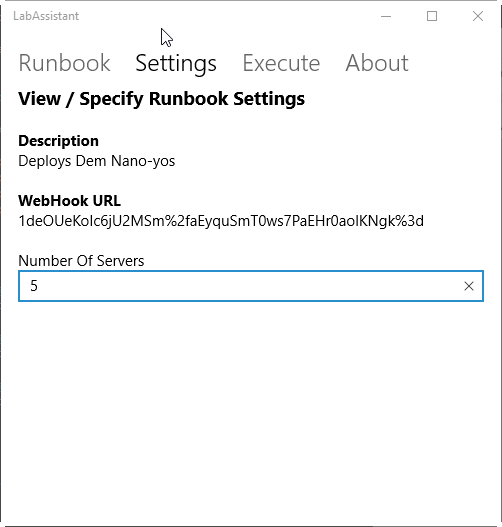 LabAssistant
Runbook Settings Execute About
View / Specify Runbook Settings
Description
Deploys Dem Nano-yos
WebHook URL
1deOUeKolc6jU2MSm%2faEyquSmT0ws7PaEHr0aolKNgk%3d
Number Of Servers
5